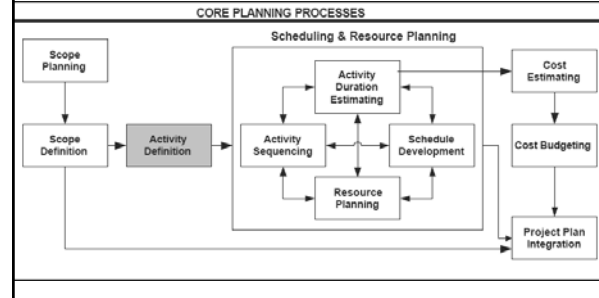 CORE PLANNING PROCESSES
Scheduling & Resource Planning
Scope
Planning
Activity
Duration
Estimating
Cost
Estimating
Scope
Definition
Activity
Definition
Activity
Sequencing
Schedule
Development
Cost Budgeting
Resource
Planning
Project Plan
Integration